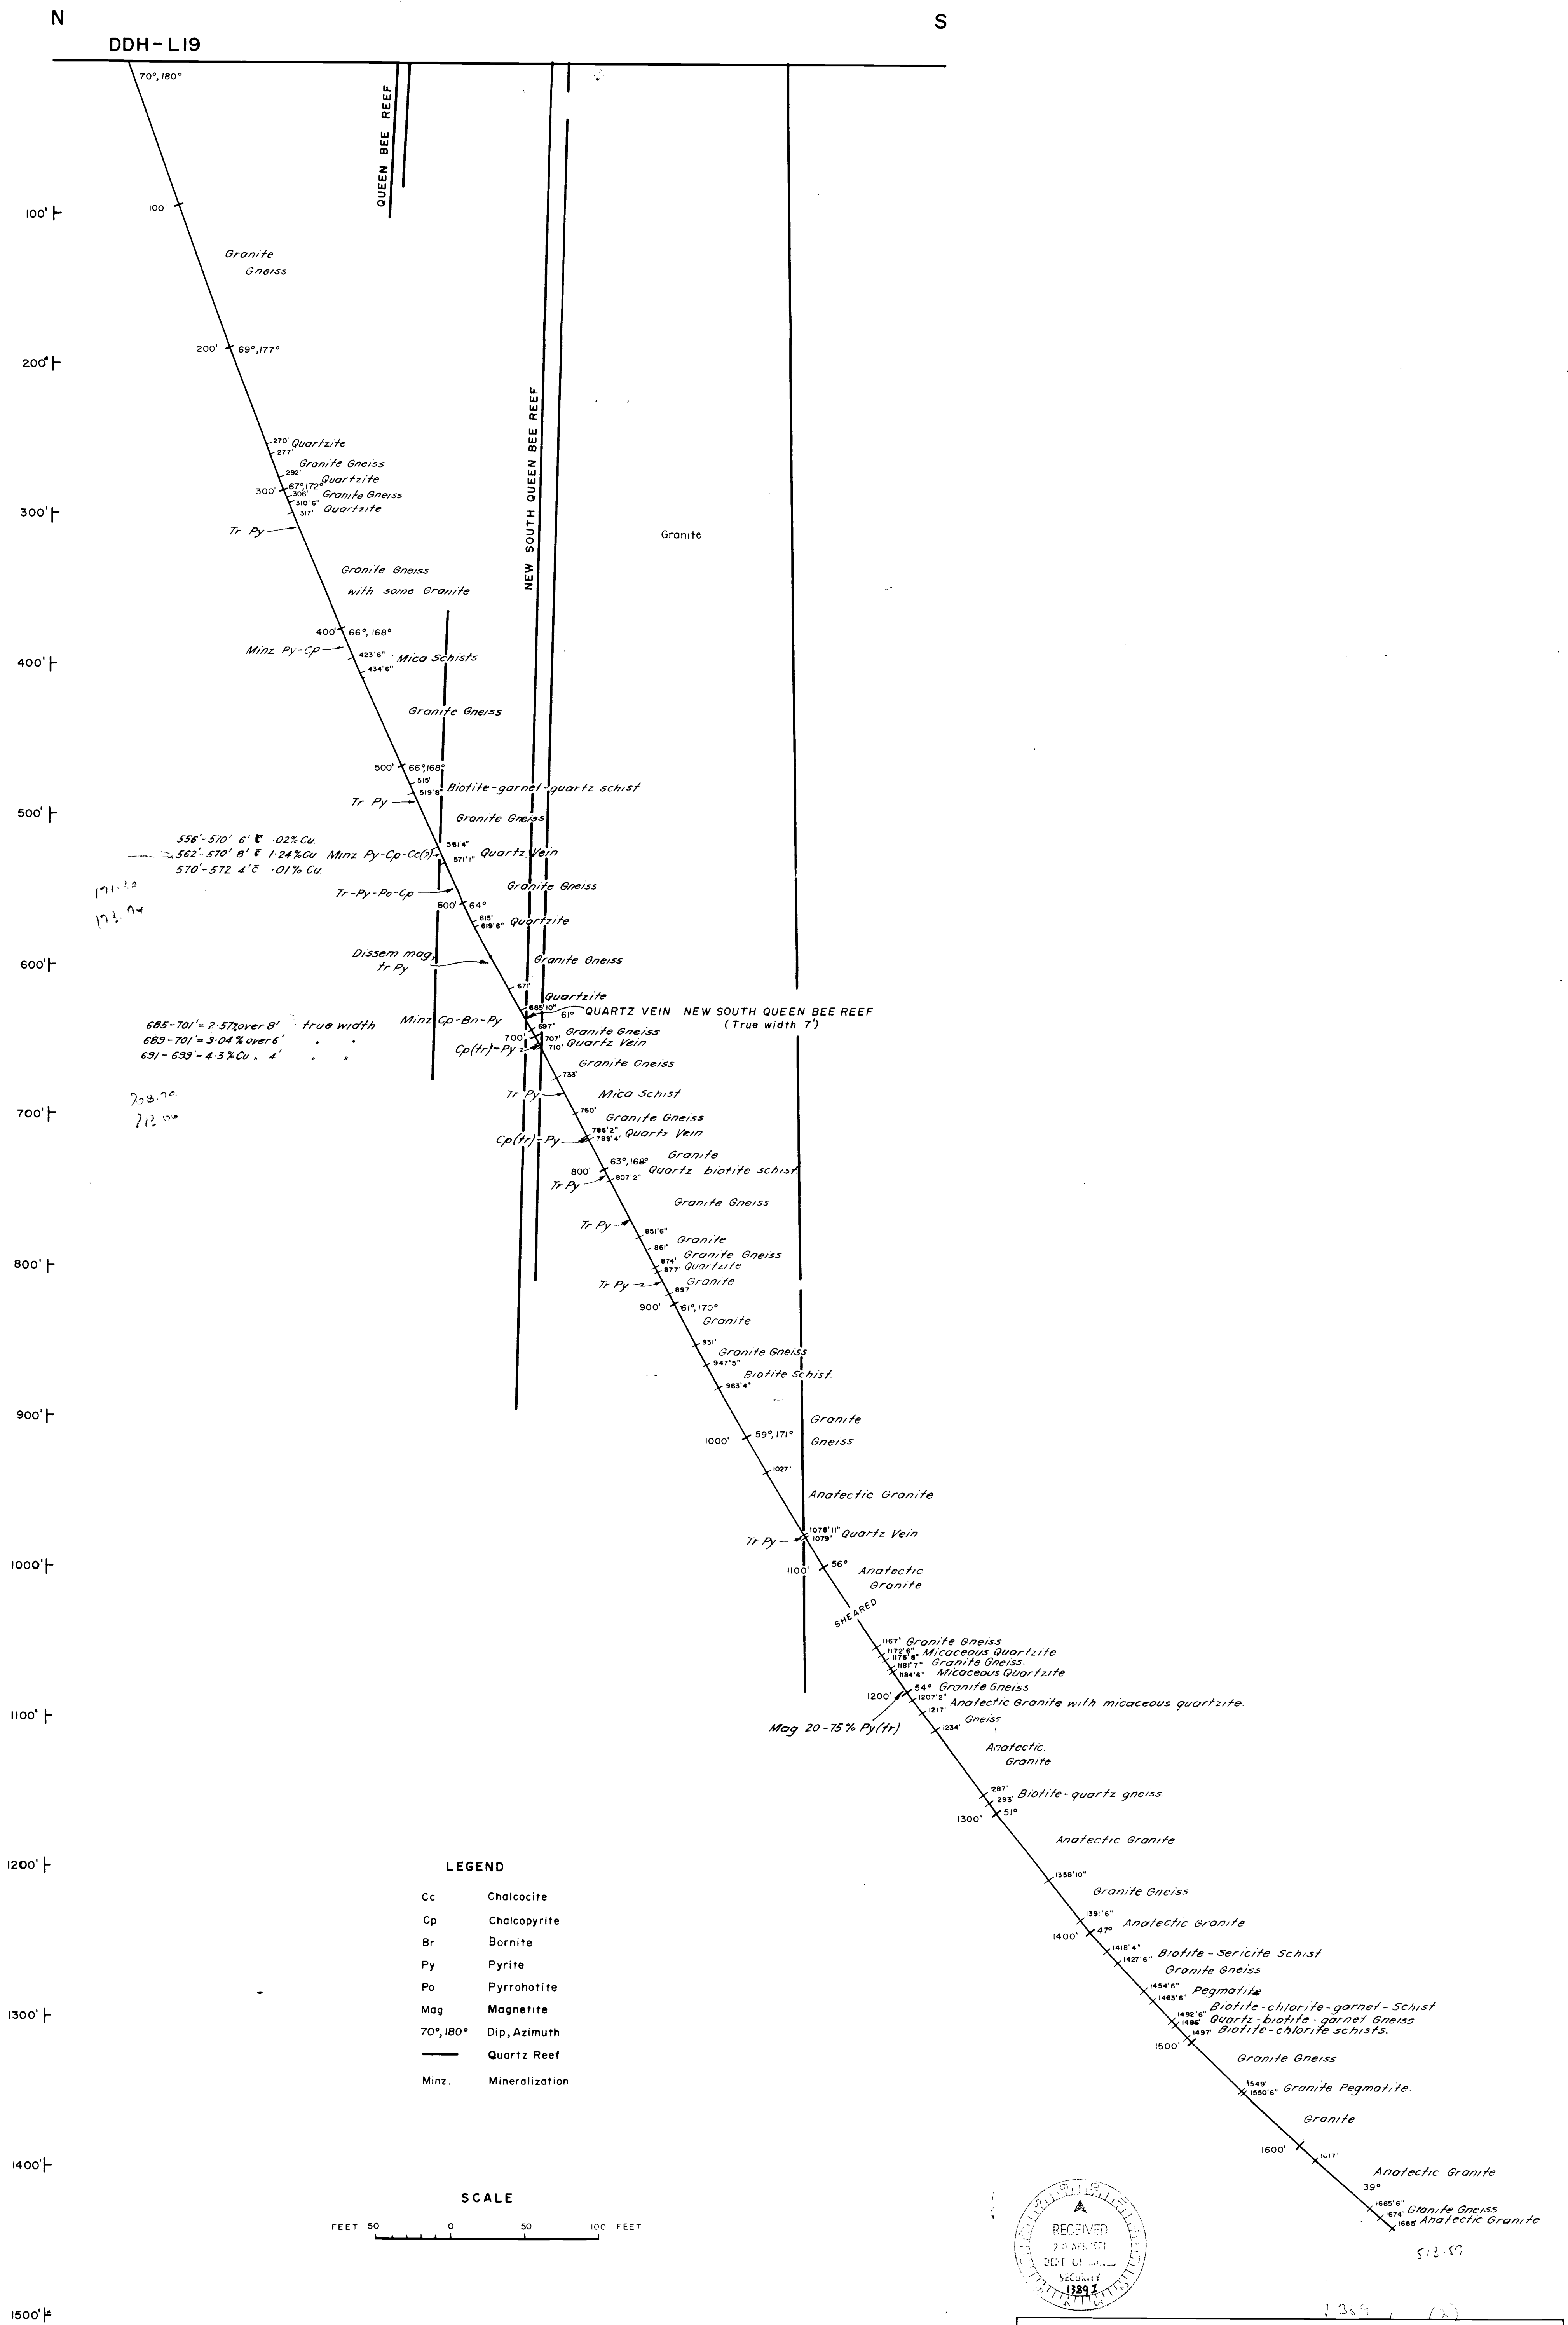 N
S
DDH-L19
70°, 180°
QUEEN BEE REEF
100'
100'
Granite
Gneiss
200'
69°, 177°
200'
NEW SOUTH QUEEN BEE REEF
270' Quartzite
277'
Granite Gneiss
292' Quartzite
300' 67°, 172°
306' Granite Gneiss
310'6"
317' Quartzite
300'
Tr Py
Granite
Granite Gneiss
with some Granite
400' 66°, 168°
Minz Py-Cp
423'6" Mica Schists
434'6"
400'
Granite Gneiss
500' 66°, 168°
515'
519'8" Biotite-garnet-quartz schist
Tr Py
500'
Granite Gneiss
556'-570' 6' c̄ .02% Cu.
562'-570' 8' c̄ 1.24% Cu Minz Py-Cp-Cc(?)
570'-572 4' c̄ .01% Cu.
561'4"
571'1" Quartz Vein
Tr-Py-Po-Cp
Granite Gneiss
600' 64°
615'
619'6" Quartzite
Dissem mag,
tr Py
Granite Gneiss
600'
671'
Quartzite
685'10"
61°
QUARTZ VEIN NEW SOUTH QUEEN BEE REEF
(True width 7')
685-701' = 2.57% over 8' true width
689-701' = 3.04% over 6' " "
691-699' = 4.3% Cu " 4' " "
Minz Cp-Bn-Py
697' Granite Gneiss
700' 707' Quartz Vein
710'
Cp(tr)-Py
Granite Gneiss
733'
Tr Py
Mica Schist
700'
760'
Granite Gneiss
786'2"
789'4" Quartz Vein
Cp(tr)-Py
Granite
800' 63°, 168°
Quartz biotite schist.
807'2"
Tr Py
Granite Gneiss
Tr Py
851'6"
Granite
861'
Granite Gneiss
874'
877' Quartzite
800'
Tr Py
Granite
897'
900' 61°, 170°
Granite
931'
Granite Gneiss
947'5"
Biotite Schist.
963'4"
900'
Granite
Gneiss
1000' 59°, 171°
1027'
Anatectic Granite
1078'11"
1079' Quartz Vein
Tr Py
1000'
1100' 56°
Anatectic
Granite
SHEARED
1167' Granite Gneiss
1172'6" Micaceous Quartzite
1176'8"
1181'7" Granite Gneiss.
1184'6" Micaceous Quartzite
1200' 54° Granite Gneiss
1207'2" Anatectic Granite with micaceous quartzite.
1217'
Gneiss
1234'
Mag 20-75% Py(tr)
1100'
Anatectic.
Granite
1287'
293' Biotite-quartz gneiss.
1300' 51°
Anatectic Granite
1200'
1358'10"
Granite Gneiss
1391'6"
Anatectic Granite
1400' 47°
1418'4"
1427'6" Biotite-Sericite Schist
Granite Gneiss
1454'6"
1463'6" Pegmatite
Biotite-chlorite-garnet-Schist
1482'6"
1486' Quartz-biotite-garnet Gneiss
1497' Biotite-chlorite schists.
1500'
1300'
Granite Gneiss
1549'
1550'6" Granite Pegmatite.
Granite
1600'
1617'
1400'
Anatectic Granite
39°
1665'6"
1674' Granite Gneiss
1685' Anatectic Granite
513.59
1500'
LEGEND
Cc Chalcocite
Cp Chalcopyrite
Br Bornite
Py Pyrite
Po Pyrrohotite
Mag Magnetite
70°, 180° Dip, Azimuth
Quartz Reef
Minz. Mineralization
SCALE
FEET 50 0 50 100 FEET
RECEIVED
APR 1971
DEPT OF MINES
SECURITY